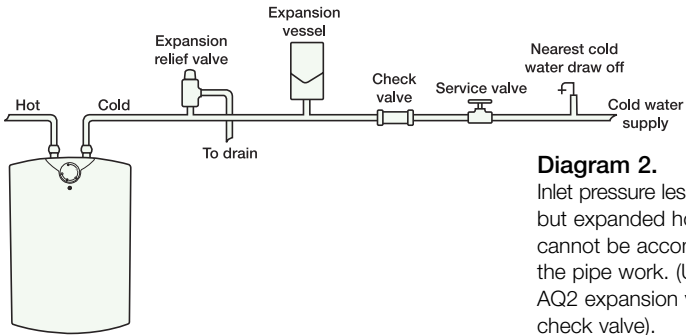 Expansion
vessel
Expansion
relief valve
Nearest cold
water draw off
Check
valve
Service valve
Hot
Cold
Cold water
supply
To drain
Diagram 2.
Inlet pressure les
but expanded ho
cannot be accor
the pipe work. (U
AQ2 expansion v
check valve).